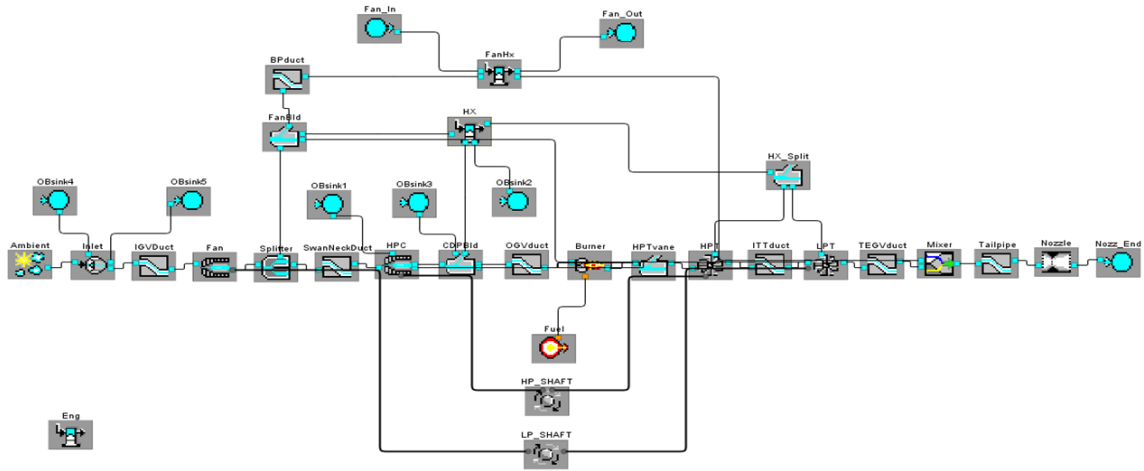 Fan_In
Fan_Out
BPduct
FanHx
FanBld
HX
HX_Split
OBsink4
OBsink5
OBsink1
OBsink3
OBsink2
Ambient
Inlet
IGVDuct
Fan
Splitter
SwanNeckDuct
HPC
CDPBld
OGVduct
Burner
HPTvane
HPT
ITTduct
LPT
TEGVduct
Mixer
Tailpipe
Nozzle
Nozz_End
Fuel
HP_SHAFT
Eng
LP_SHAFT